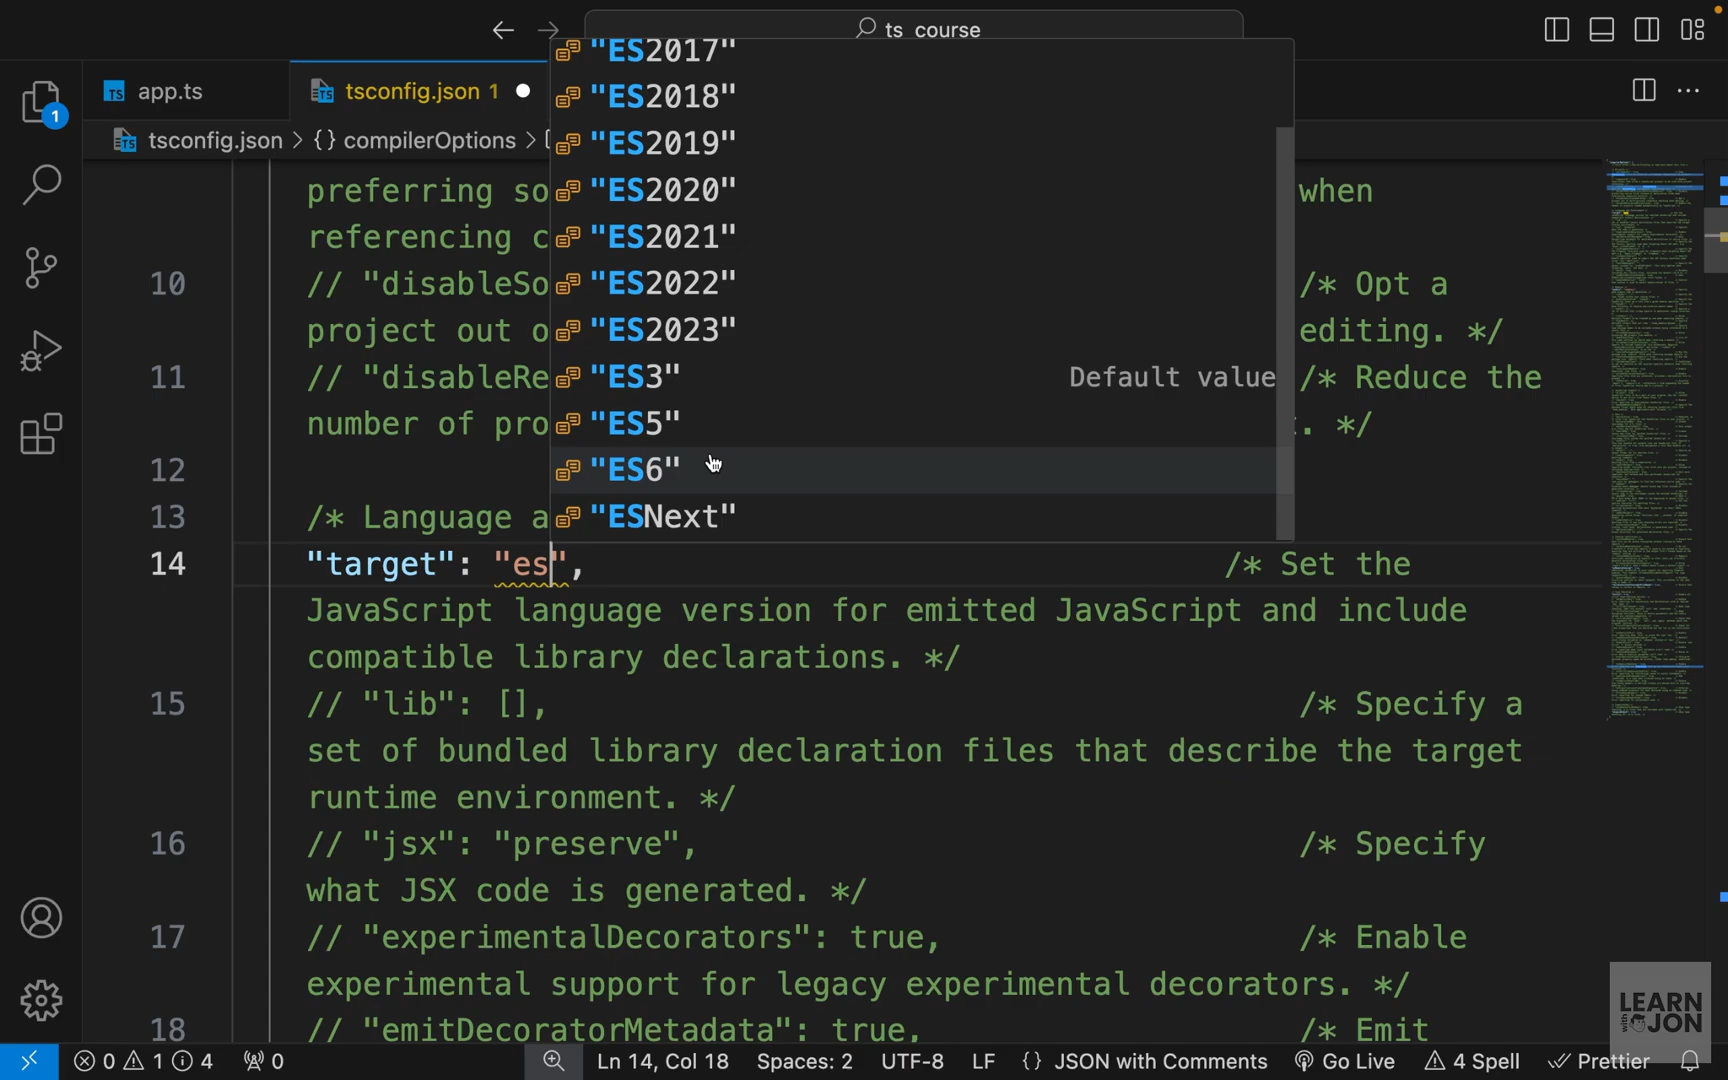 ts course
app.ts
tsconfig.json 1
tsconfig.json > {} compilerOptions >
"ES2017"
"ES2018"
"ES2019"
"ES2020"
"ES2021"
"ES2022"
"ES2023"
"ES3" Default value
"ES5"
"ES6"
"ESNext"
1
preferring so when
referencing c
10 // "disableSo /* Opt a
project out o editing. */
11 // "disableRe /* Reduce the
number of pro . */
12
13 /* Language a
14 "target": "es", /* Set the
JavaScript language version for emitted JavaScript and include
compatible library declarations. */
15 // "lib": [], /* Specify a
set of bundled library declaration files that describe the target
runtime environment. */
16 // "jsx": "preserve", /* Specify
what JSX code is generated. */
17 // "experimentalDecorators": true, /* Enable
experimental support for legacy experimental decorators. */
18 // "emitDecoratorMetadata": true, /* Emit
LEARN
with
JON
0 1 4 0 Ln 14, Col 18 Spaces: 2 UTF-8 LF {} JSON with Comments Go Live 4 Spell Prettier